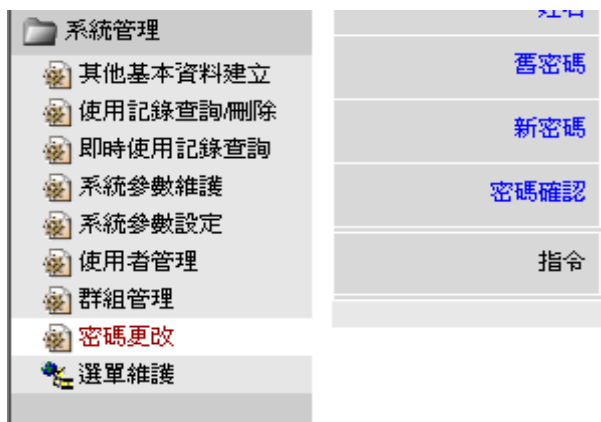 系統管理
其他基本資料建立
使用記錄查詢/刪除
即時使用記錄查詢
系統參數維護
系統參數設定
使用者管理
群組管理
密碼更改
選單維護
姓名
舊密碼
新密碼
密碼確認
指令